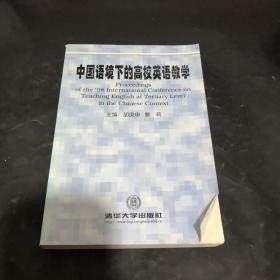 中国语境下的高校英语教学
Proceedings
of the '98 International Conference on
Teaching English at Tertiary Level
in the Chinese Context
主编
清华大学出版社